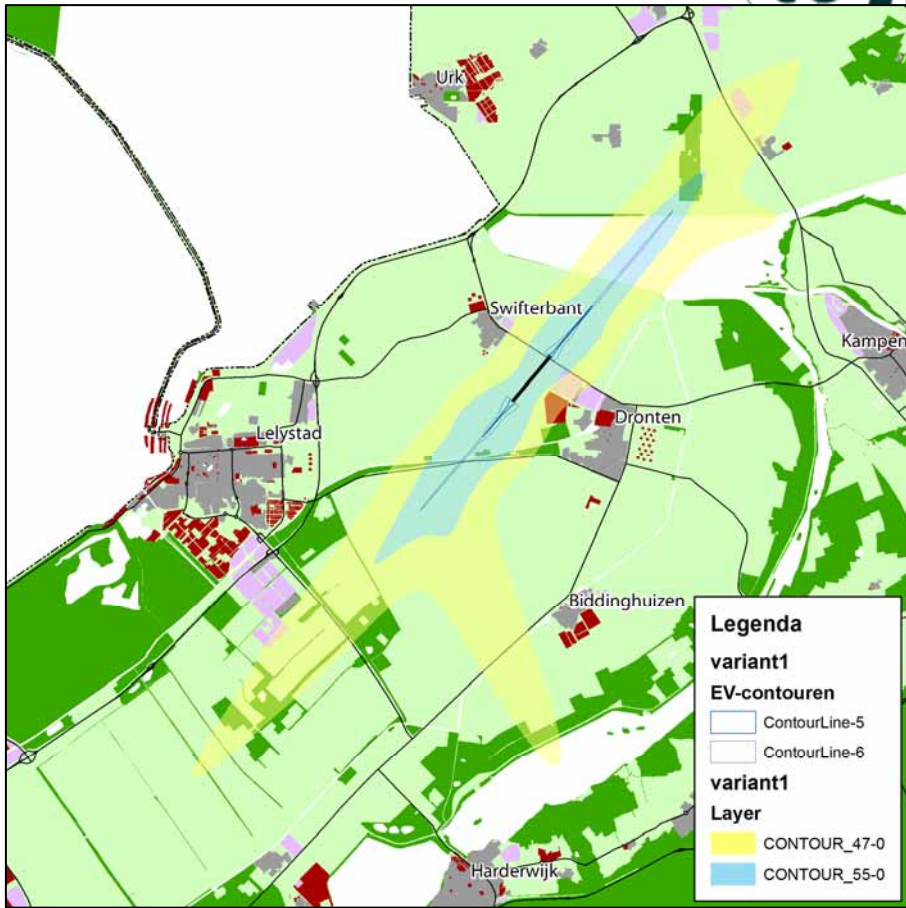 Urk
Swifterbant
Kampen
Lelystad
Dronten
Biddinghuizen
Harderwijk
Legenda
variant1
EV-contouren
ContourLine-5
ContourLine-6
variant1
Layer
CONTOUR_47-0
CONTOUR_55-0